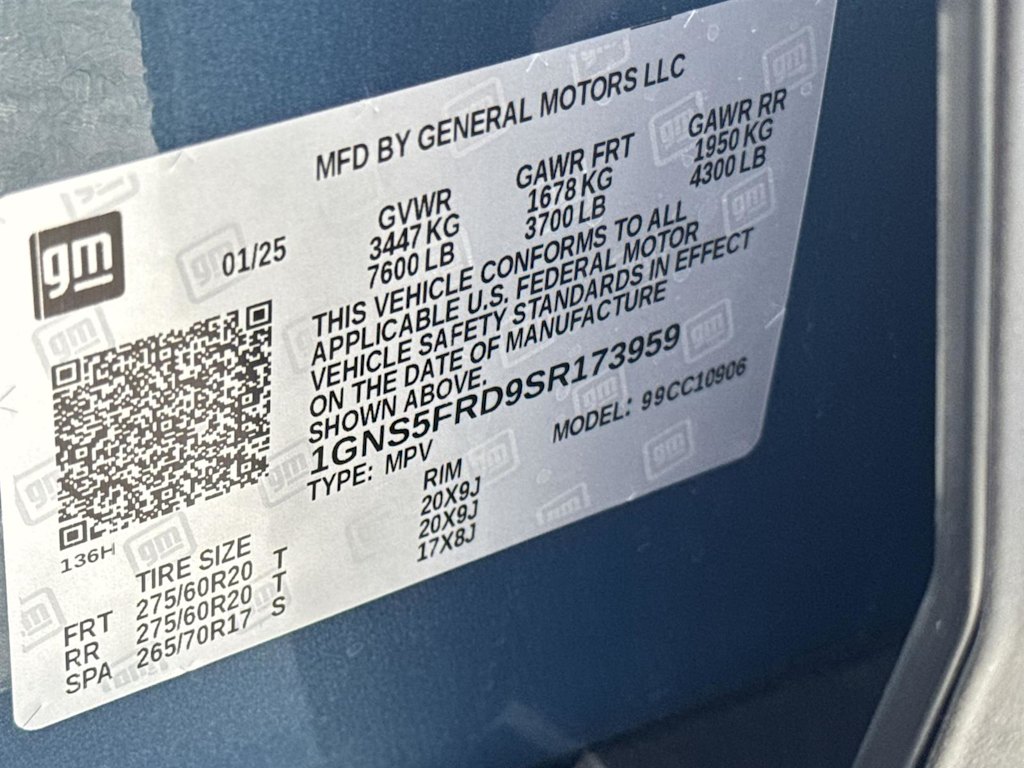 MFD BY GENERAL MOTORS LLC
gm
01/25
GVWR GAWR FRT GAWR RR
3447 KG 1678 KG 1950 KG
7600 LB 3700 LB 4300 LB
THIS VEHICLE CONFORMS TO ALL
APPLICABLE U.S. FEDERAL MOTOR
VEHICLE SAFETY STANDARDS IN EFFECT
ON THE DATE OF MANUFACTURE
SHOWN ABOVE.
1GNS5FRD9SR173959
TYPE: MPV MODEL: 99CC10906
136H
TIRE SIZE RIM
FRT 275/60R20 T 20X9J
RR 275/60R20 T 20X9J
SPA 265/70R17 S 17X8J